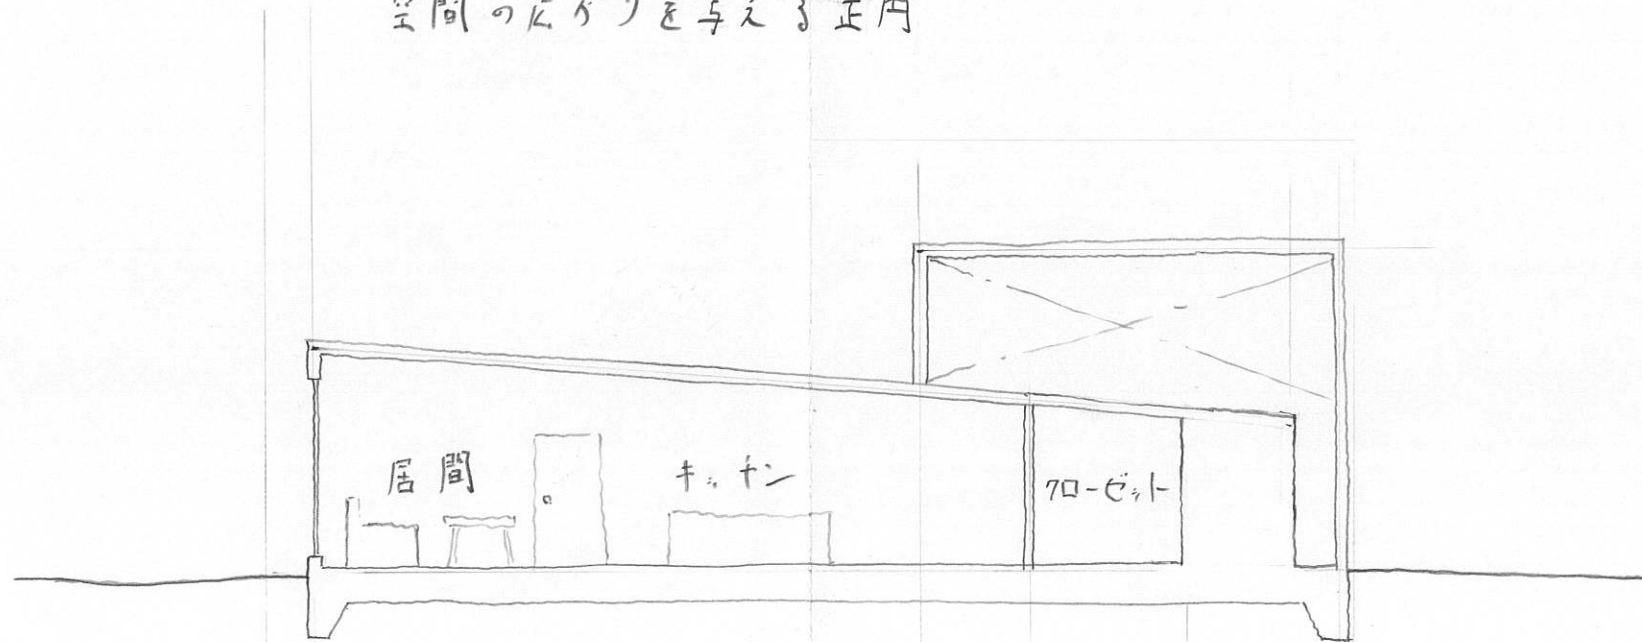 空間の広がりを与える正円
居間
キッチン
クローゼット